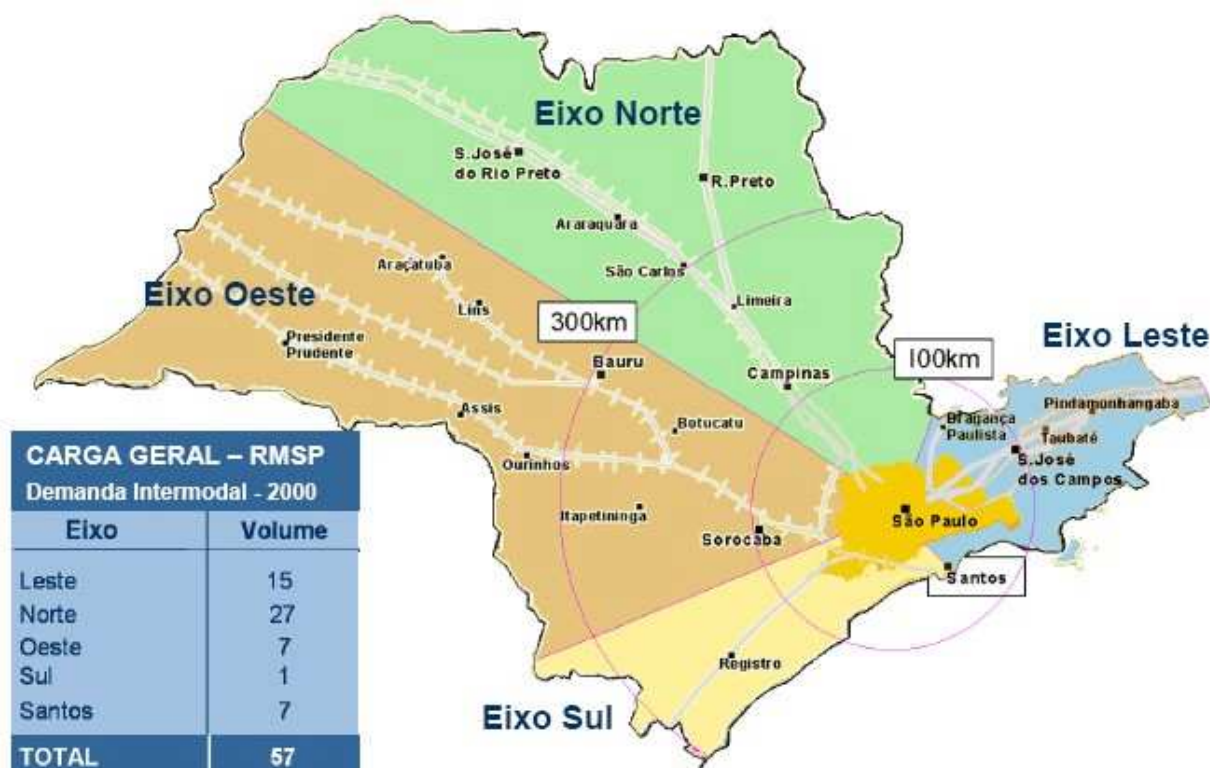 Eixo Norte
S.José
do Rio Preto
R.Preto
Araraquara
Araçatuba
São Carlos
Eixo Oeste
Lins
Limeira
300km
Presidente
Prudente
Eixo Leste
100km
Bauru
Campinas
Pindamunhangaba
Assis
Botucatu
Bragança
Paulista
Taubaté
S.José
dos Campos
Ourinhos
Itapetininga
São Paulo
Sorocaba
Santos
Registro
Eixo Sul
CARGA GERAL – RMSP
Demanda Intermodal - 2000
Eixo Volume
Leste 15
Norte 27
Oeste 7
Sul 1
Santos 7
TOTAL 57